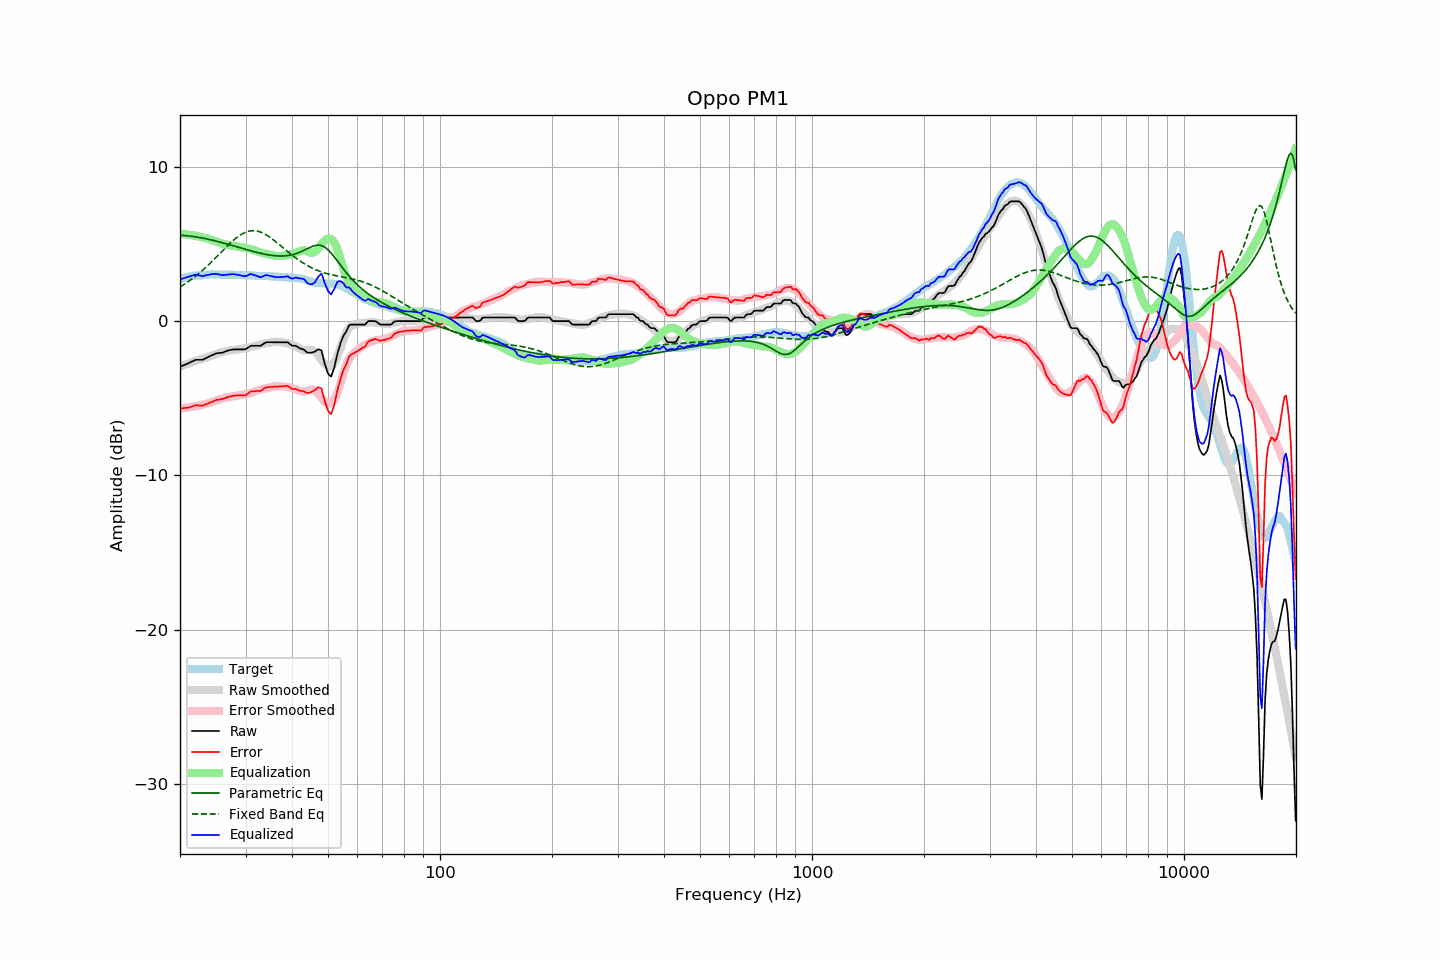 Oppo PM1
Amplitude (dBr)
10
0
−10
−20
−30
Target
Raw Smoothed
Error Smoothed
Raw
Error
Equalization
Parametric Eq
Fixed Band Eq
Equalized
100
1000
10000
Frequency (Hz)